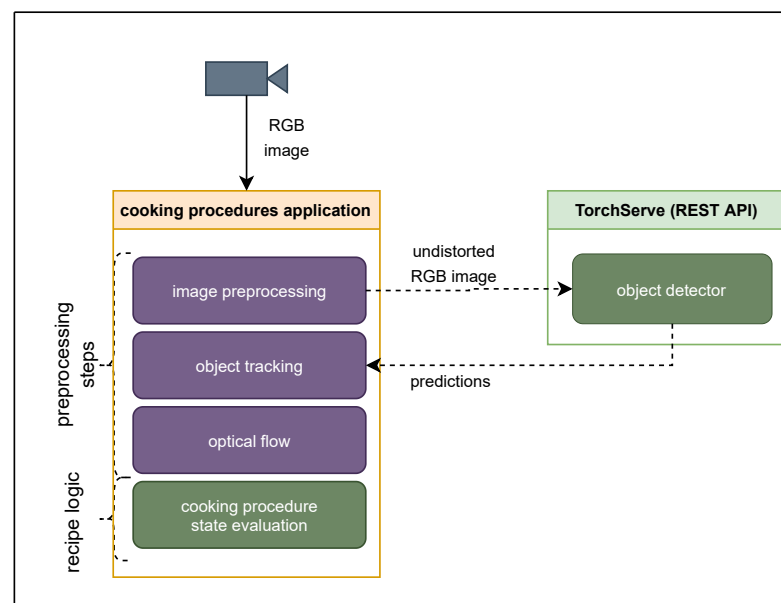 RGB
image
cooking procedures application
TorchServe (REST API)
preprocessing
steps
image preprocessing
undistorted
RGB image
object detector
object tracking
predictions
optical flow
recipe logic
cooking procedure
state evaluation